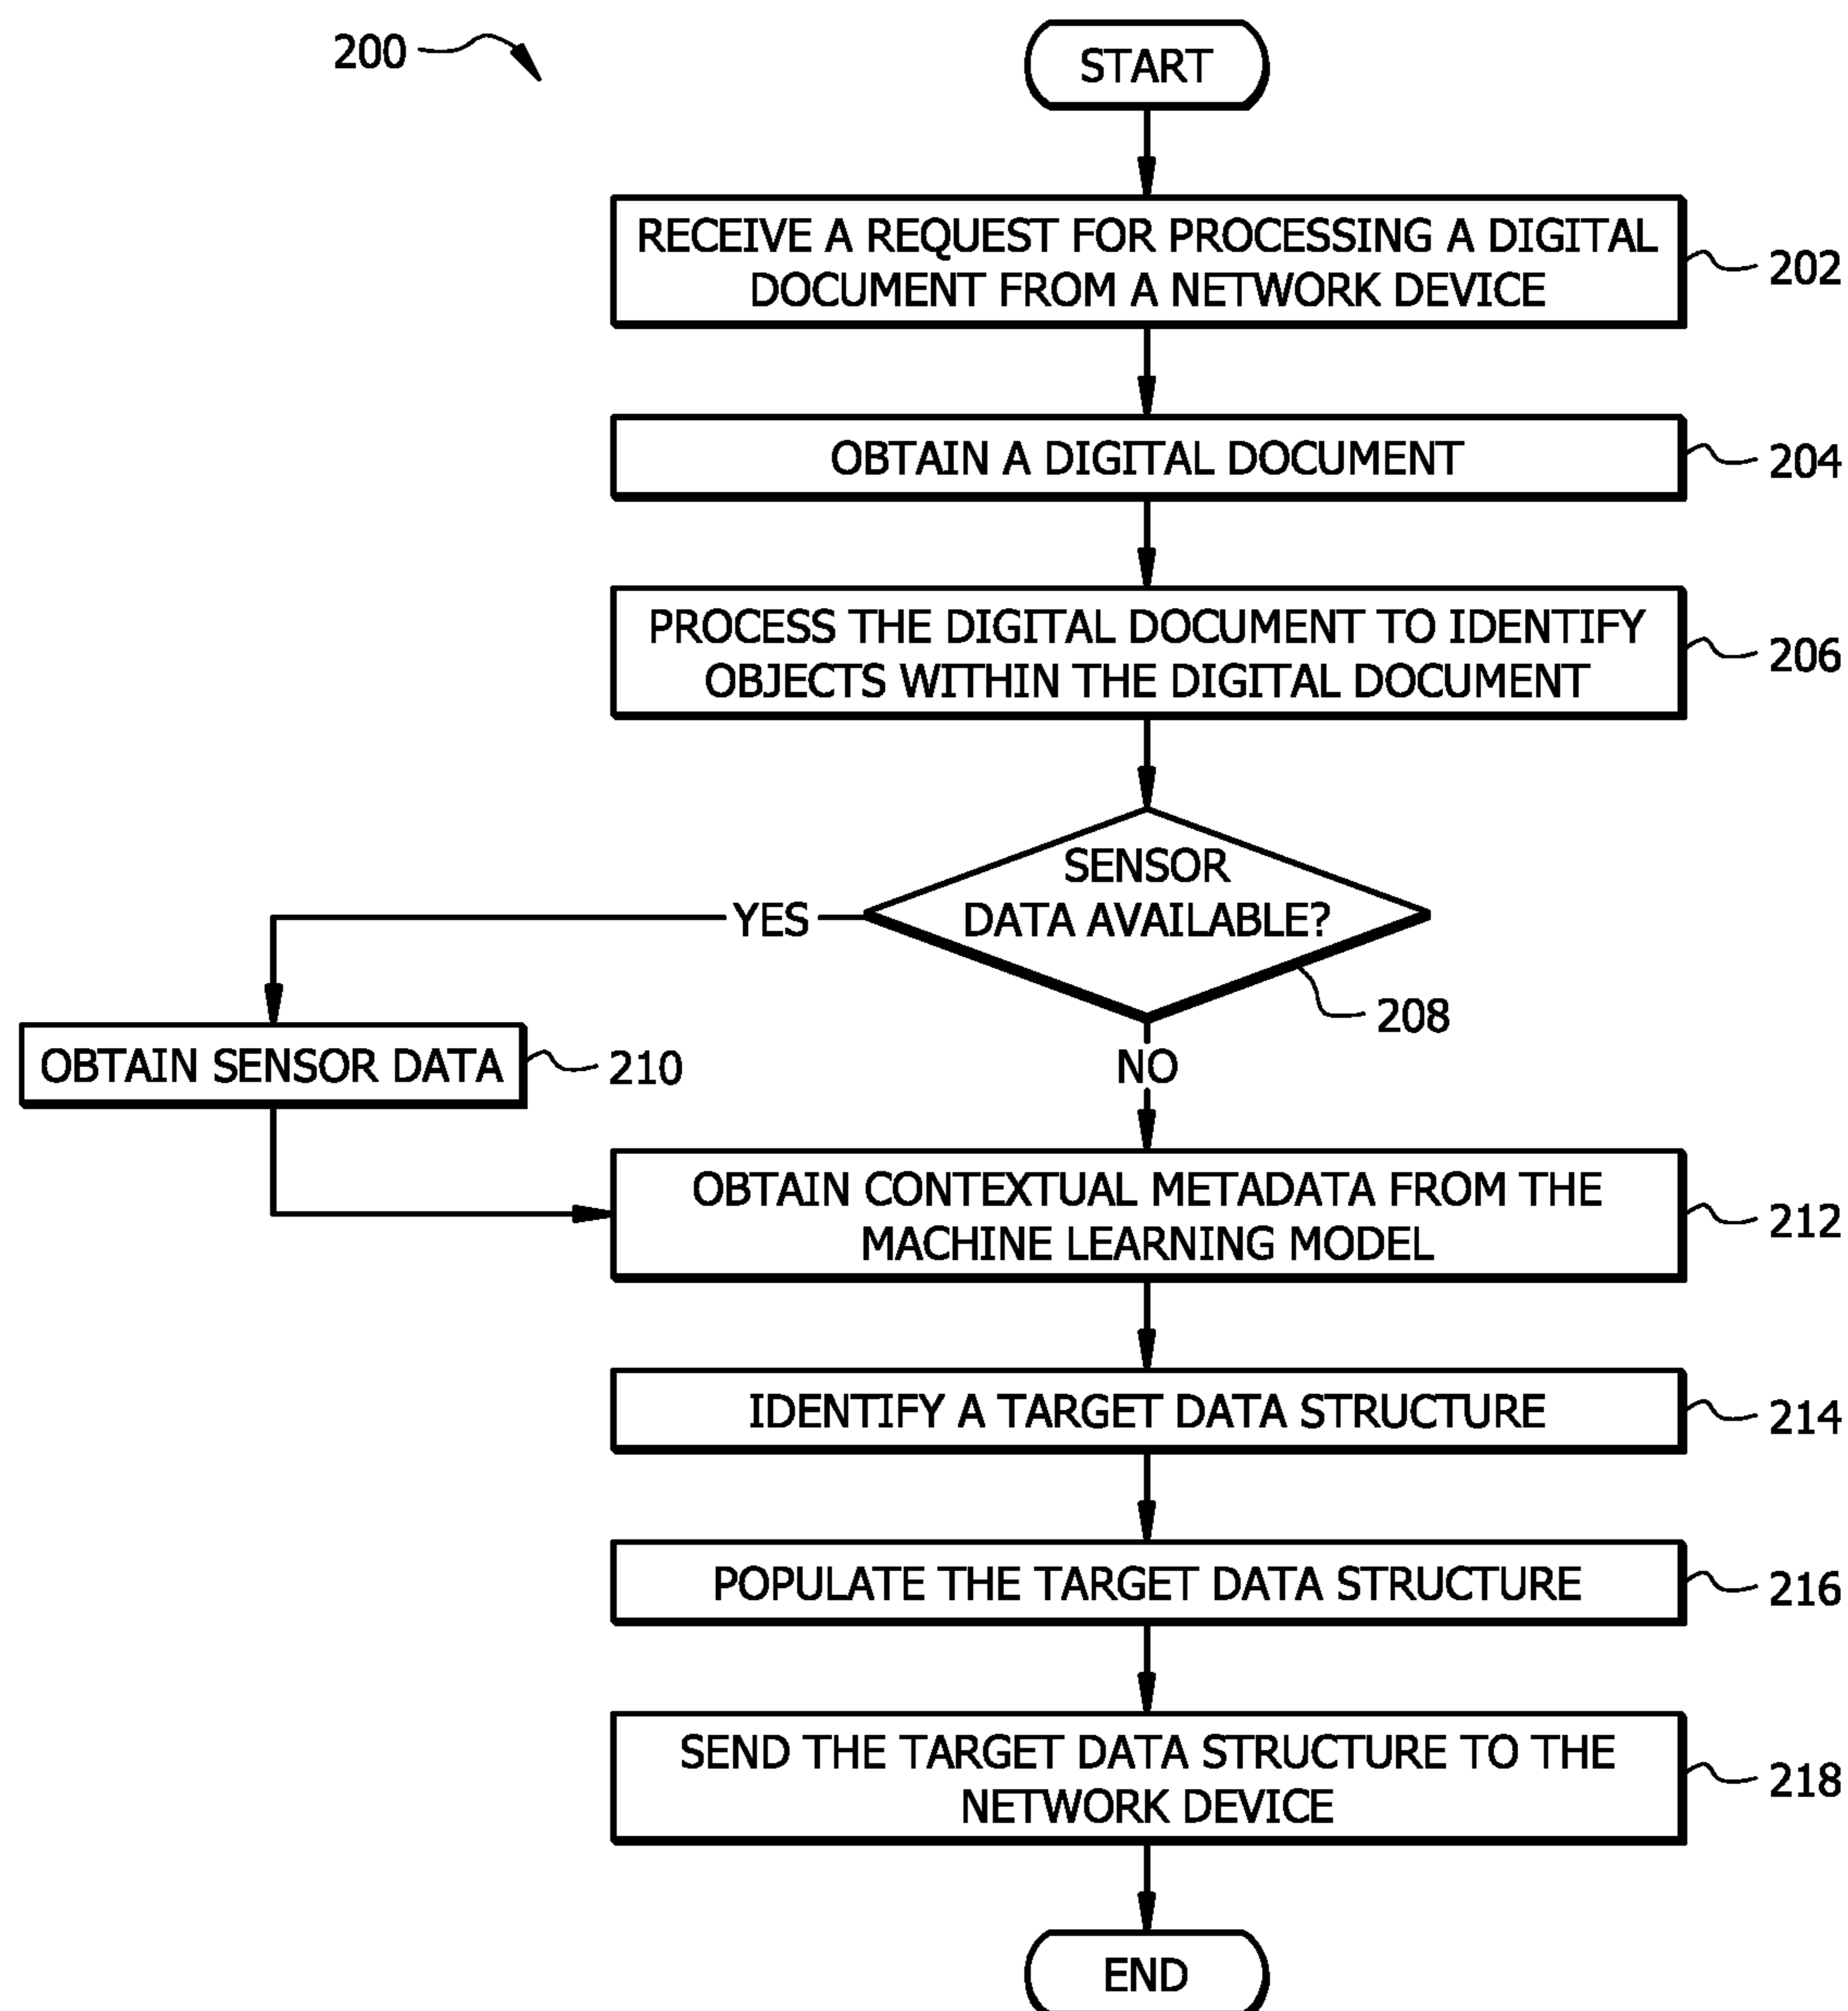 200
START
RECEIVE A REQUEST FOR PROCESSING A DIGITAL
DOCUMENT FROM A NETWORK DEVICE
202
OBTAIN A DIGITAL DOCUMENT
204
PROCESS THE DIGITAL DOCUMENT TO IDENTIFY
OBJECTS WITHIN THE DIGITAL DOCUMENT
206
SENSOR
DATA AVAILABLE?
208
YES
OBTAIN SENSOR DATA
210
NO
OBTAIN CONTEXTUAL METADATA FROM THE
MACHINE LEARNING MODEL
212
IDENTIFY A TARGET DATA STRUCTURE
214
POPULATE THE TARGET DATA STRUCTURE
216
SEND THE TARGET DATA STRUCTURE TO THE
NETWORK DEVICE
218
END